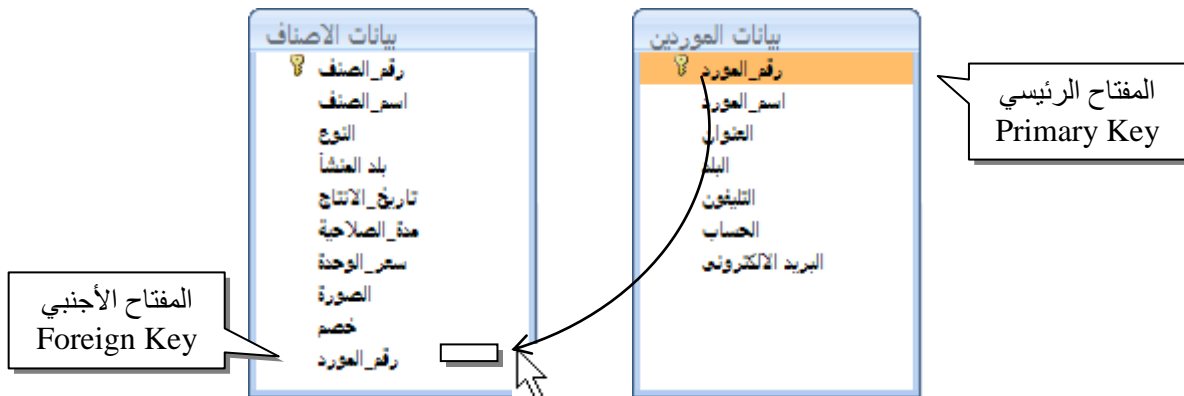 بيانات الموردين
رقم_المورد
اسم_المورد
العنوان
البلد
التليفون
الحساب
البريد الالكترونى
المفتاح الرئيسي
Primary Key
بيانات الاصناف
رقم_الصنف
اسم_الصنف
النوع
بلد المنشأ
تاريخ_الانتاج
مدة_الصلاحية
سعر_الوحدة
الصورة
خصم
رقم_المورد
المفتاح الأجنبي
Foreign Key